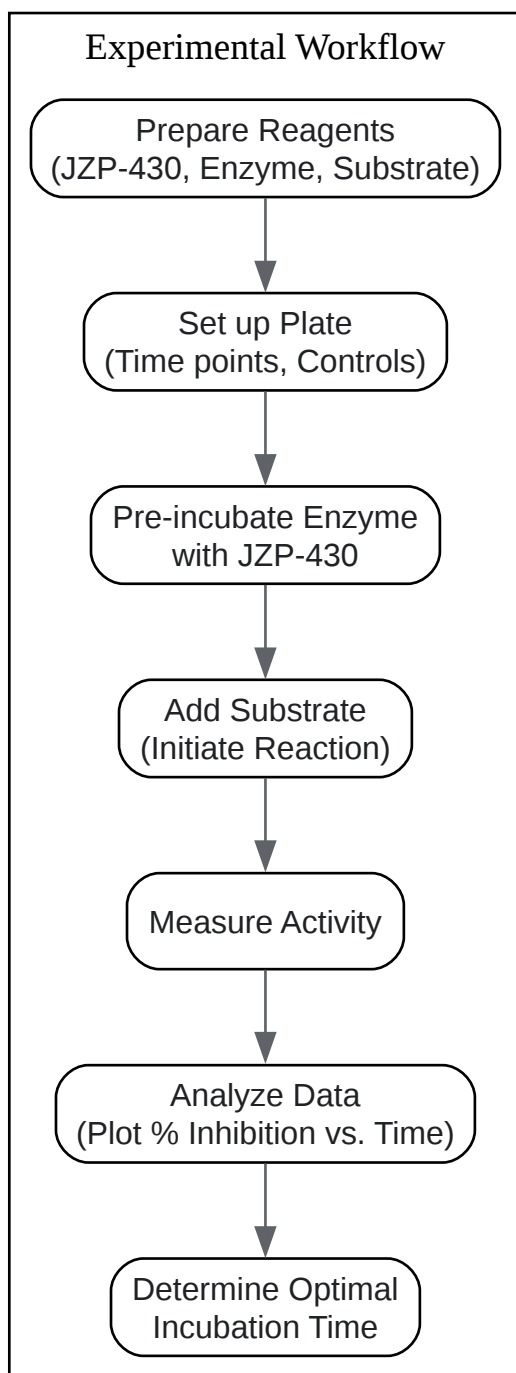 Experimental Workflow
Prepare Reagents
(JZP-430, Enzyme, Substrate)
Set up Plate
(Time points, Controls)
Pre-incubate Enzyme
with JZP-430
Add Substrate
(Initiate Reaction)
Measure Activity
Analyze Data
(Plot % Inhibition vs. Time)
Determine Optimal
Incubation Time